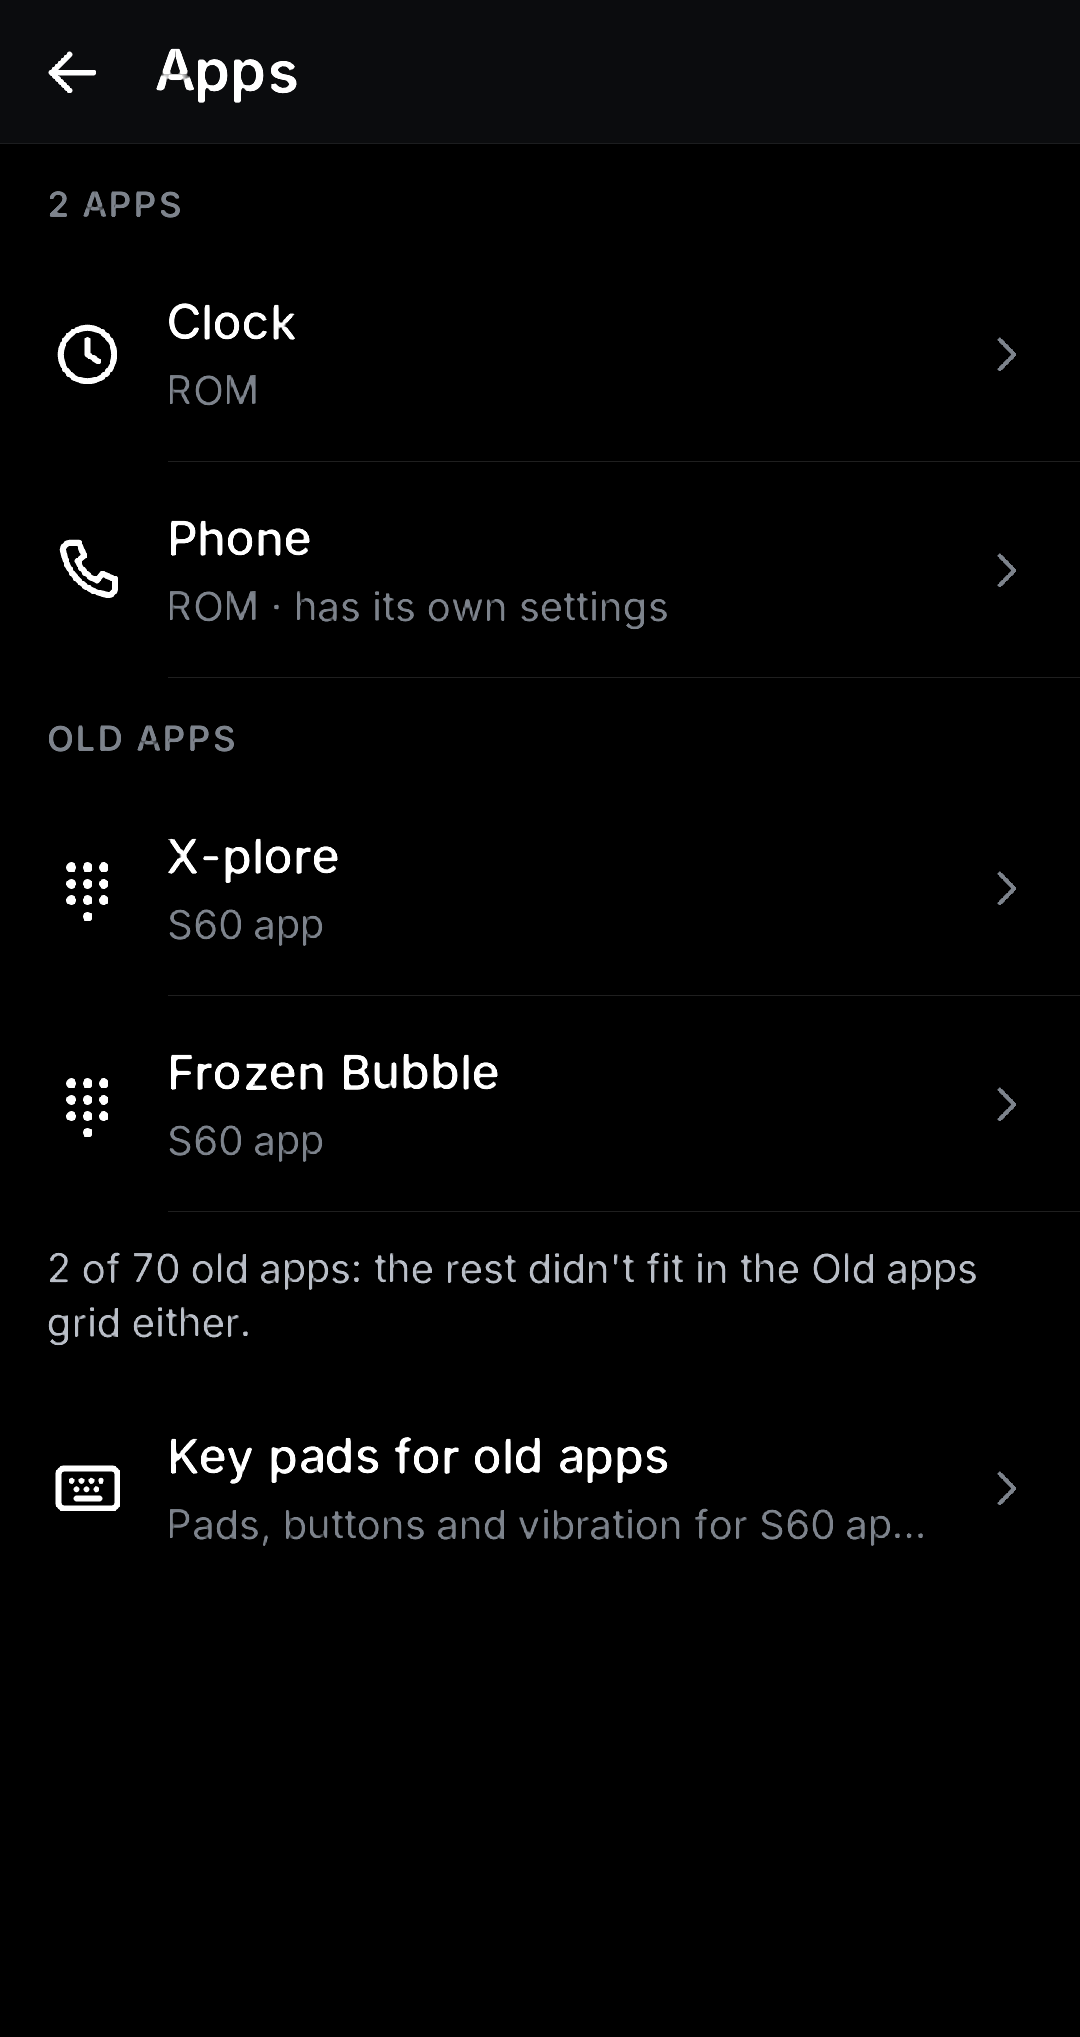 Apps
2 APPS
Clock
ROM
Phone
ROM · has its own settings
OLD APPS
X-plore
S60 app
Frozen Bubble
S60 app
2 of 70 old apps: the rest didn't fit in the Old apps
grid either.
Key pads for old apps
Pads, buttons and vibration for S60 ap...